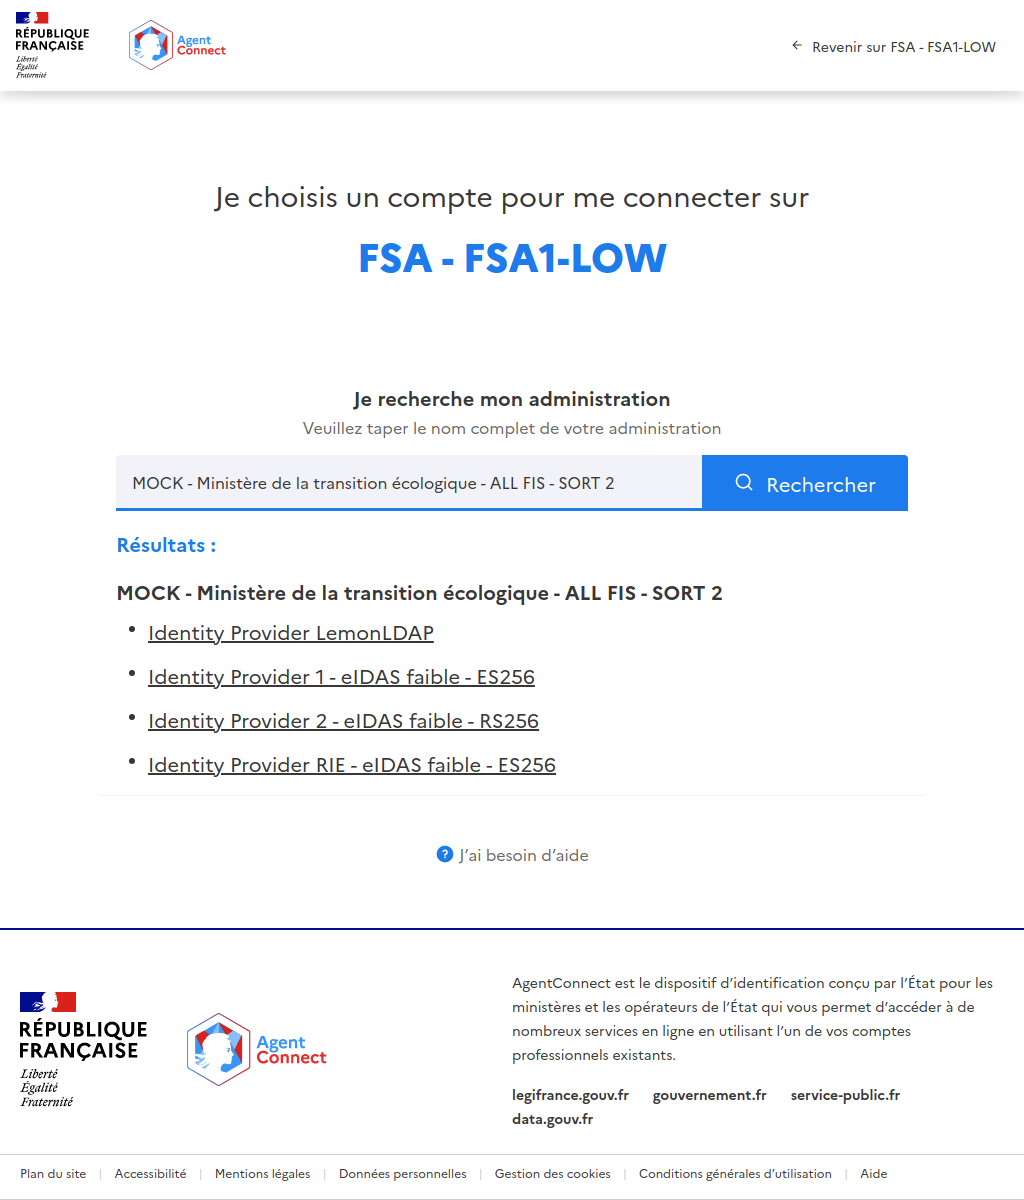 RÉPUBLIQUE
FRANÇAISE
Liberté
Égalité
Fraternité
Agent
Connect
Revenir sur FSA - FSA1-LOW
Je choisis un compte pour me connecter sur
FSA - FSA1-LOW
Je recherche mon administration
Veuillez taper le nom complet de votre administration
MOCK - Ministère de la transition écologique - ALL FIS - SORT 2
Rechercher
Résultats :
MOCK - Ministère de la transition écologique - ALL FIS - SORT 2
Identity Provider LemonLDAP
Identity Provider 1 - eIDAS faible - ES256
Identity Provider 2 - eIDAS faible - RS256
Identity Provider RIE - eIDAS faible - ES256
J’ai besoin d’aide
RÉPUBLIQUE
FRANÇAISE
Liberté
Égalité
Fraternité
Agent
Connect
AgentConnect est le dispositif d’identification conçu par l’État pour les
ministères et les opérateurs de l’État qui vous permet d’accéder à de
nombreux services en ligne en utilisant l’un de vos comptes
professionnels existants.
legifrance.gouv.fr gouvernement.fr service-public.fr
data.gouv.fr
Plan du site | Accessibilité | Mentions légales | Données personnelles | Gestion des cookies | Conditions générales d’utilisation | Aide